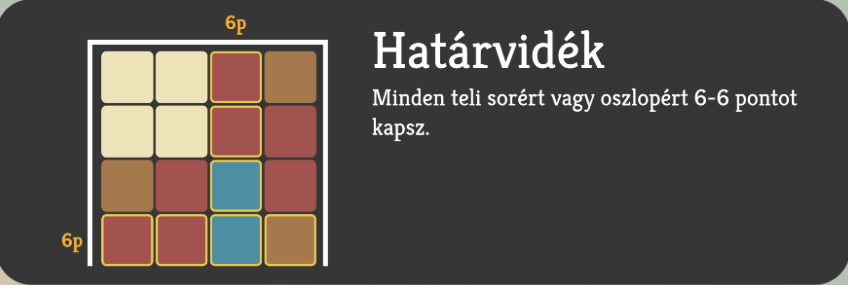 6p
Határvidék
Minden teli sorért vagy oszlopért 6-6 pontot
kapsz.
6p